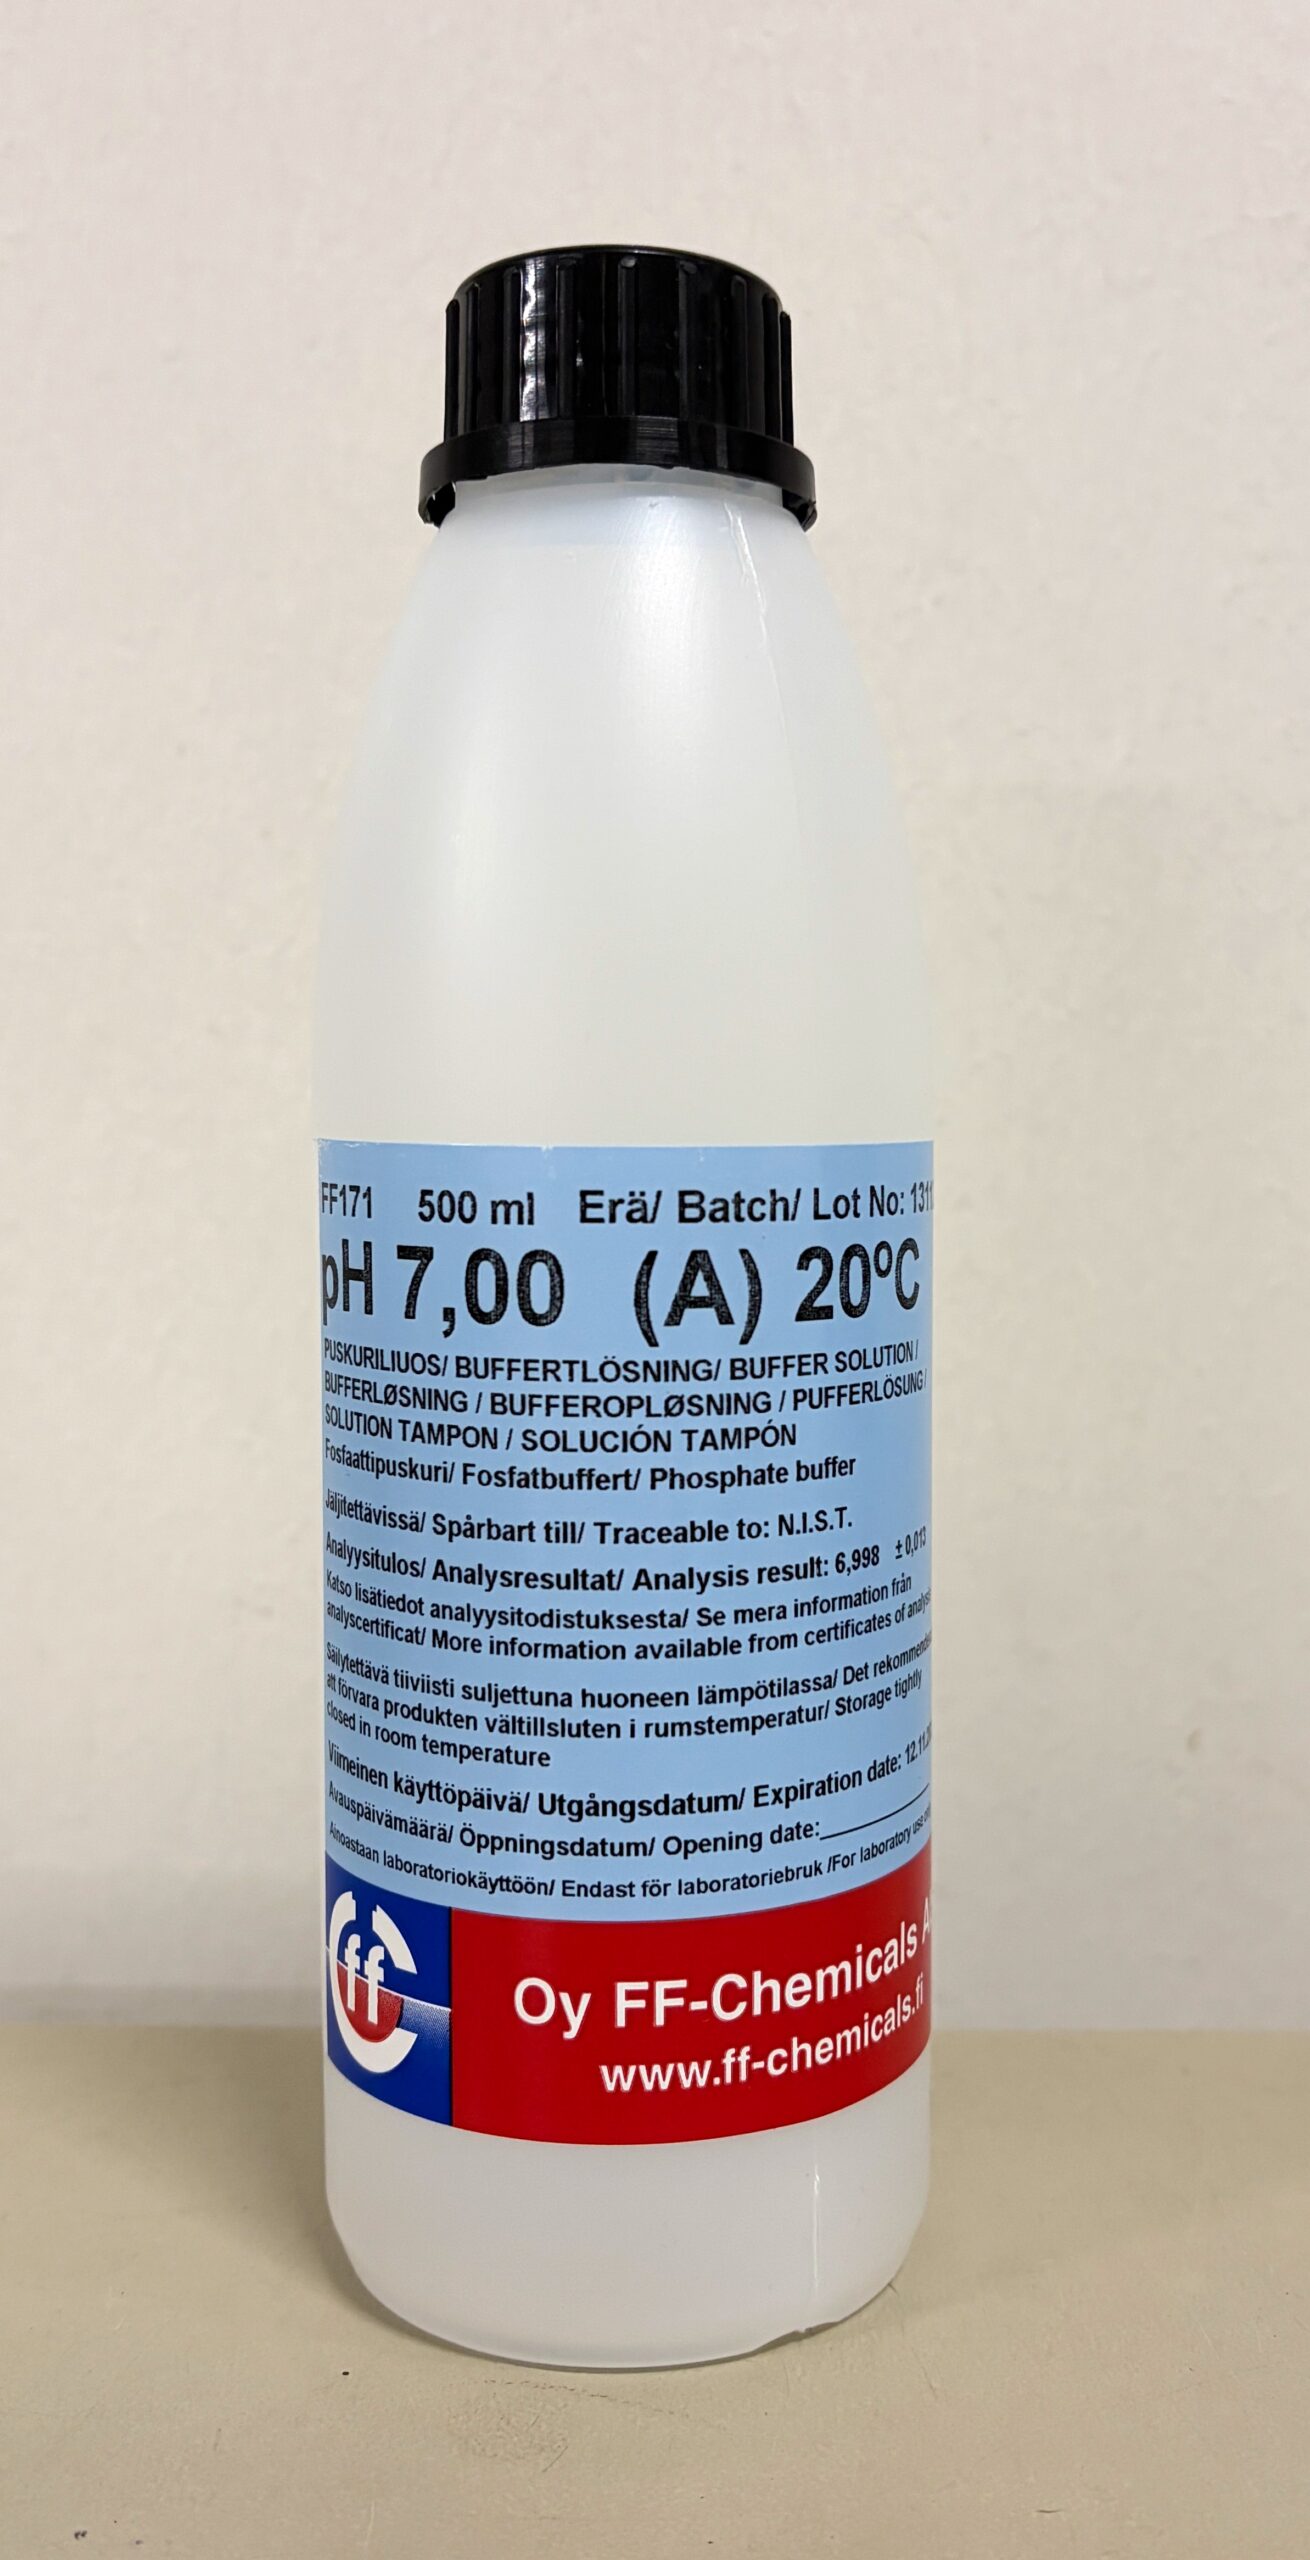 FF171 500 ml Erä/ Batch/ Lot No:
pH 7,00 (A) 20ºC
PUSKURILIUOS/ BUFFERTLÖSNING/ BUFFER SOLUTION /
BUFFERLØSNING / BUFFEROPLØSNING / PUFFERLÖSUNG /
SOLUTION TAMPON / SOLUCIÓN TAMPÓN
Fosfaattipuskuri/ Fosfatbuffert/ Phosphate buffer
Jäljitettävissä/ Spårbart till/ Traceable to: N.I.S.T.
Analyysitulos/ Analysresultat/ Analysis result: 6,998 ± 0,013
Katso lisätiedot analyysitodistuksesta/ Se mera information från
analyscertificat/ More information available from certificates of analysis
Säilytettävä tiiviisti suljettuna huoneen lämpötilassa/ Det
att förvara produkten vältillsluten i rumstemperatur/ Storage tightly
closed in room temperature
Viimeinen käyttöpäivä/ Utgångsdatum/ Expiration date:
Avauspäivämäärä/ Öppningsdatum/ Opening date:
Ainoastaan laboratoriokäyttöön/ Endast för laboratoriebruk /For laboratory use
ff
Oy FF-Chemicals
www.ff-chemicals.fi